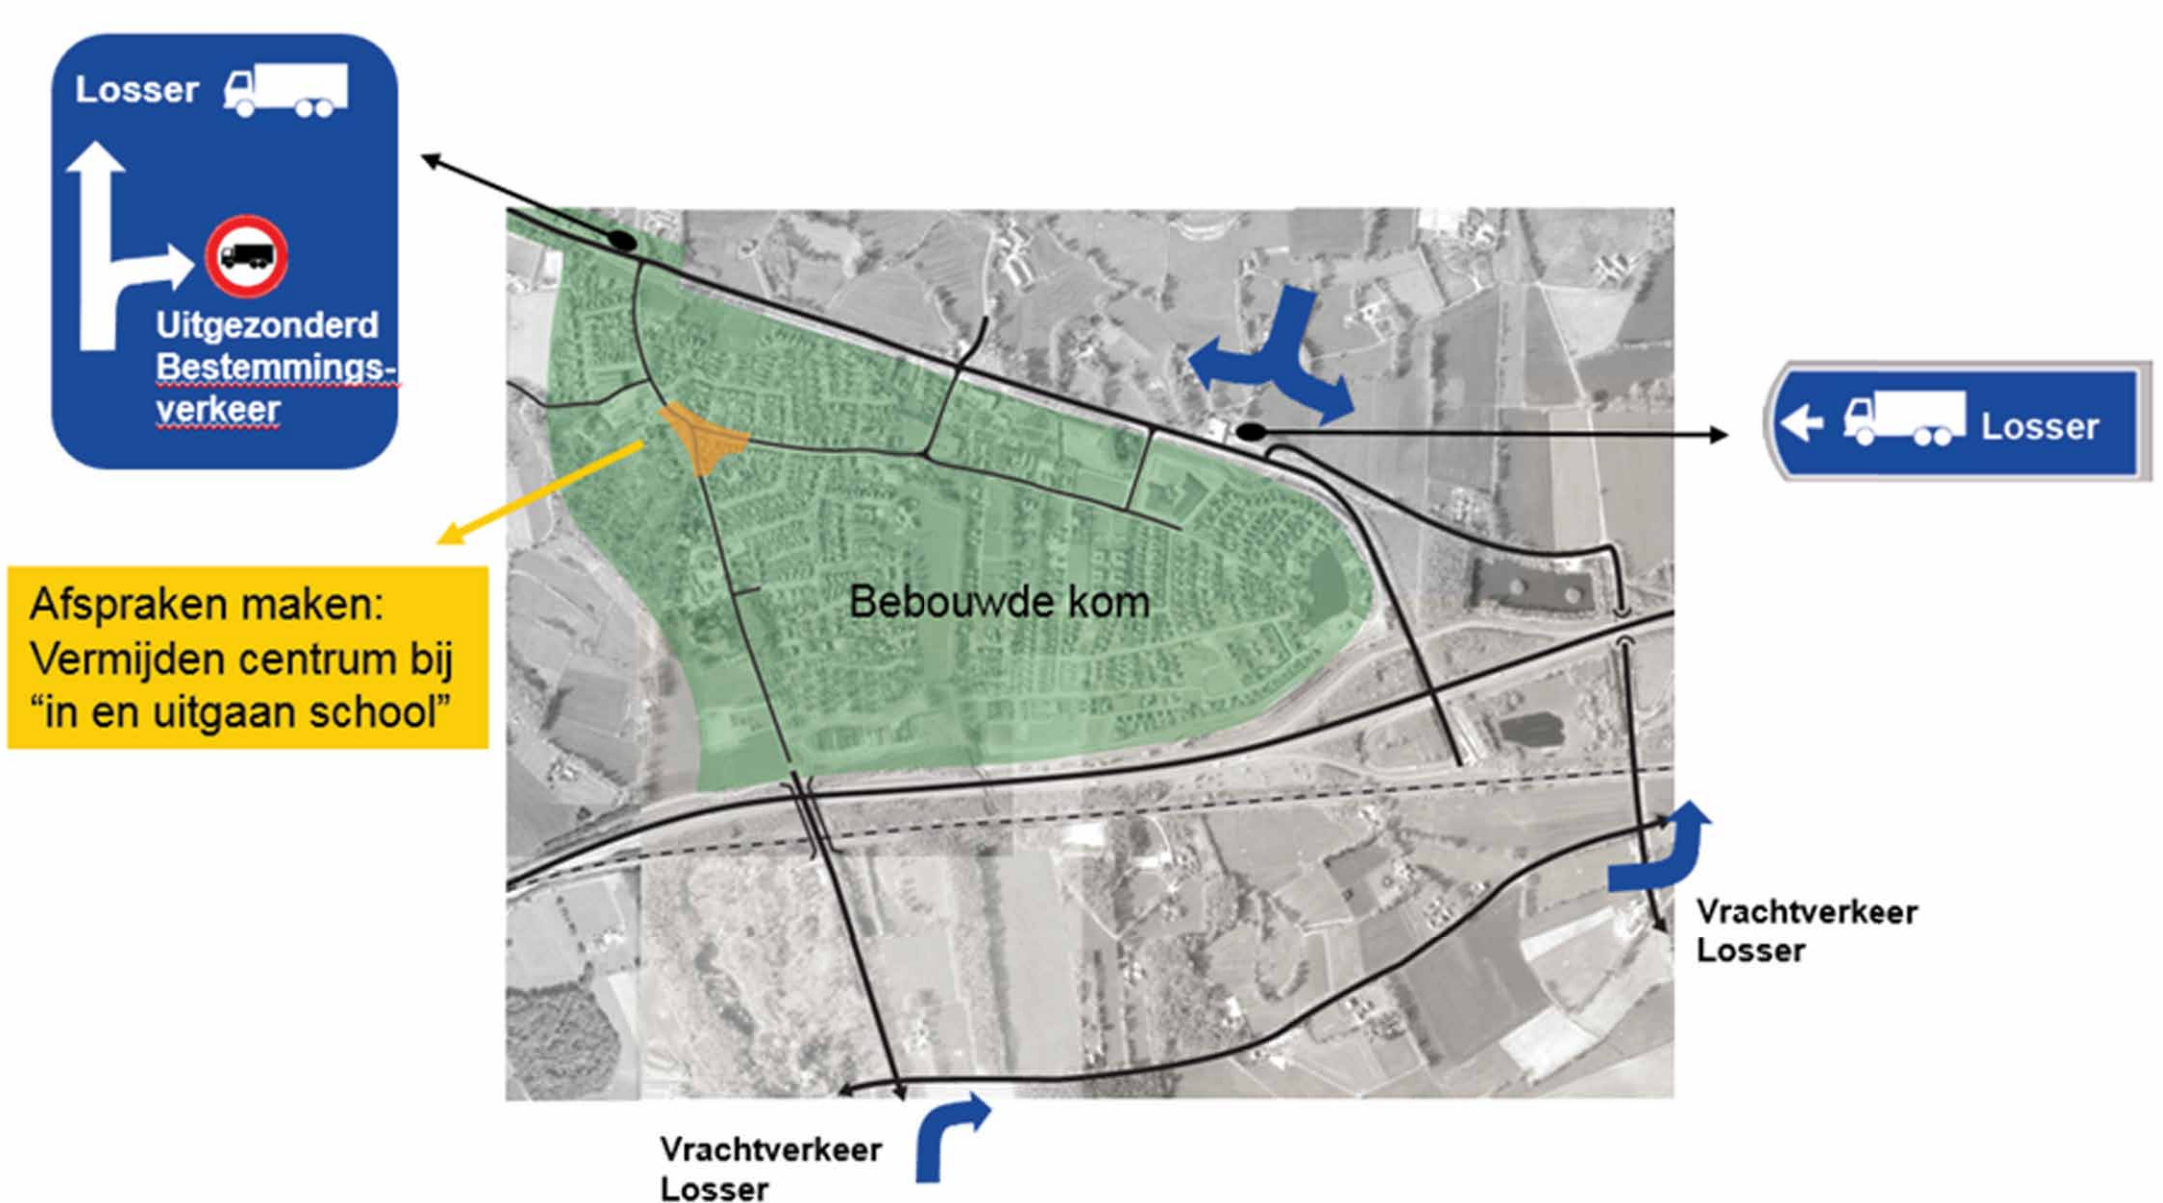 Losser
Uitgezonderd
Bestemmings-
verkeer
Afspraken maken:
Vermijden centrum bij
“in en uitgaan school”
Bebouwde kom
Losser
Vrachtverkeer
Losser
Vrachtverkeer
Losser